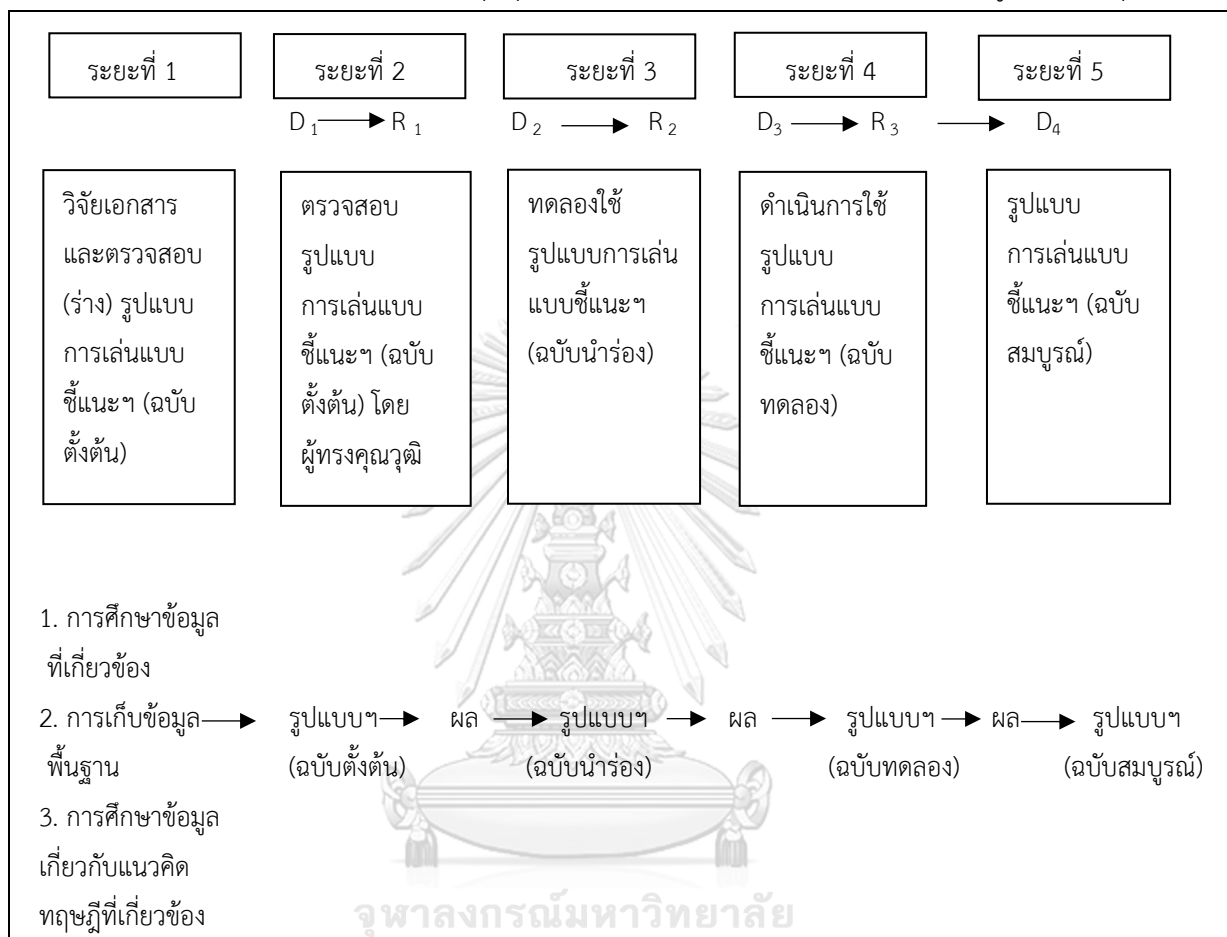 ระยะที่ 1
ระยะที่ 2
ระยะที่ 3
ระยะที่ 4
ระยะที่ 5
D₁ → R₁
D₂ → R₂
D₃ → R₃ → D₄
วิจัยเอกสาร
และตรวจสอบ
(ร่าง) รูปแบบ
การเล่นแบบ
ชี้แนะฯ (ฉบับ
ตั้งต้น)
ตรวจสอบ
รูปแบบ
การเล่นแบบ
ชี้แนะฯ (ฉบับ
ตั้งต้น) โดย
ผู้ทรงคุณวุฒิ
ทดลองใช้
รูปแบบการเล่น
แบบชี้แนะฯ
(ฉบับนำร่อง)
ดำเนินการใช้
รูปแบบ
การเล่นแบบ
ชี้แนะฯ (ฉบับ
ทดลอง)
รูปแบบ
การเล่นแบบ
ชี้แนะฯ (ฉบับ
สมบูรณ์)
1. การศึกษาข้อมูล
ที่เกี่ยวข้อง
2. การเก็บข้อมูล → รูปแบบฯ → ผล → รูปแบบฯ → ผล → รูปแบบฯ → ผล → รูปแบบฯ
พื้นฐาน (ฉบับตั้งต้น) (ฉบับนำร่อง) (ฉบับทดลอง) (ฉบับสมบูรณ์)
3. การศึกษาข้อมูล
เกี่ยวกับแนวคิด
ทฤษฎีที่เกี่ยวข้อง
จุฬาลงกรณ์มหาวิทยาลัย